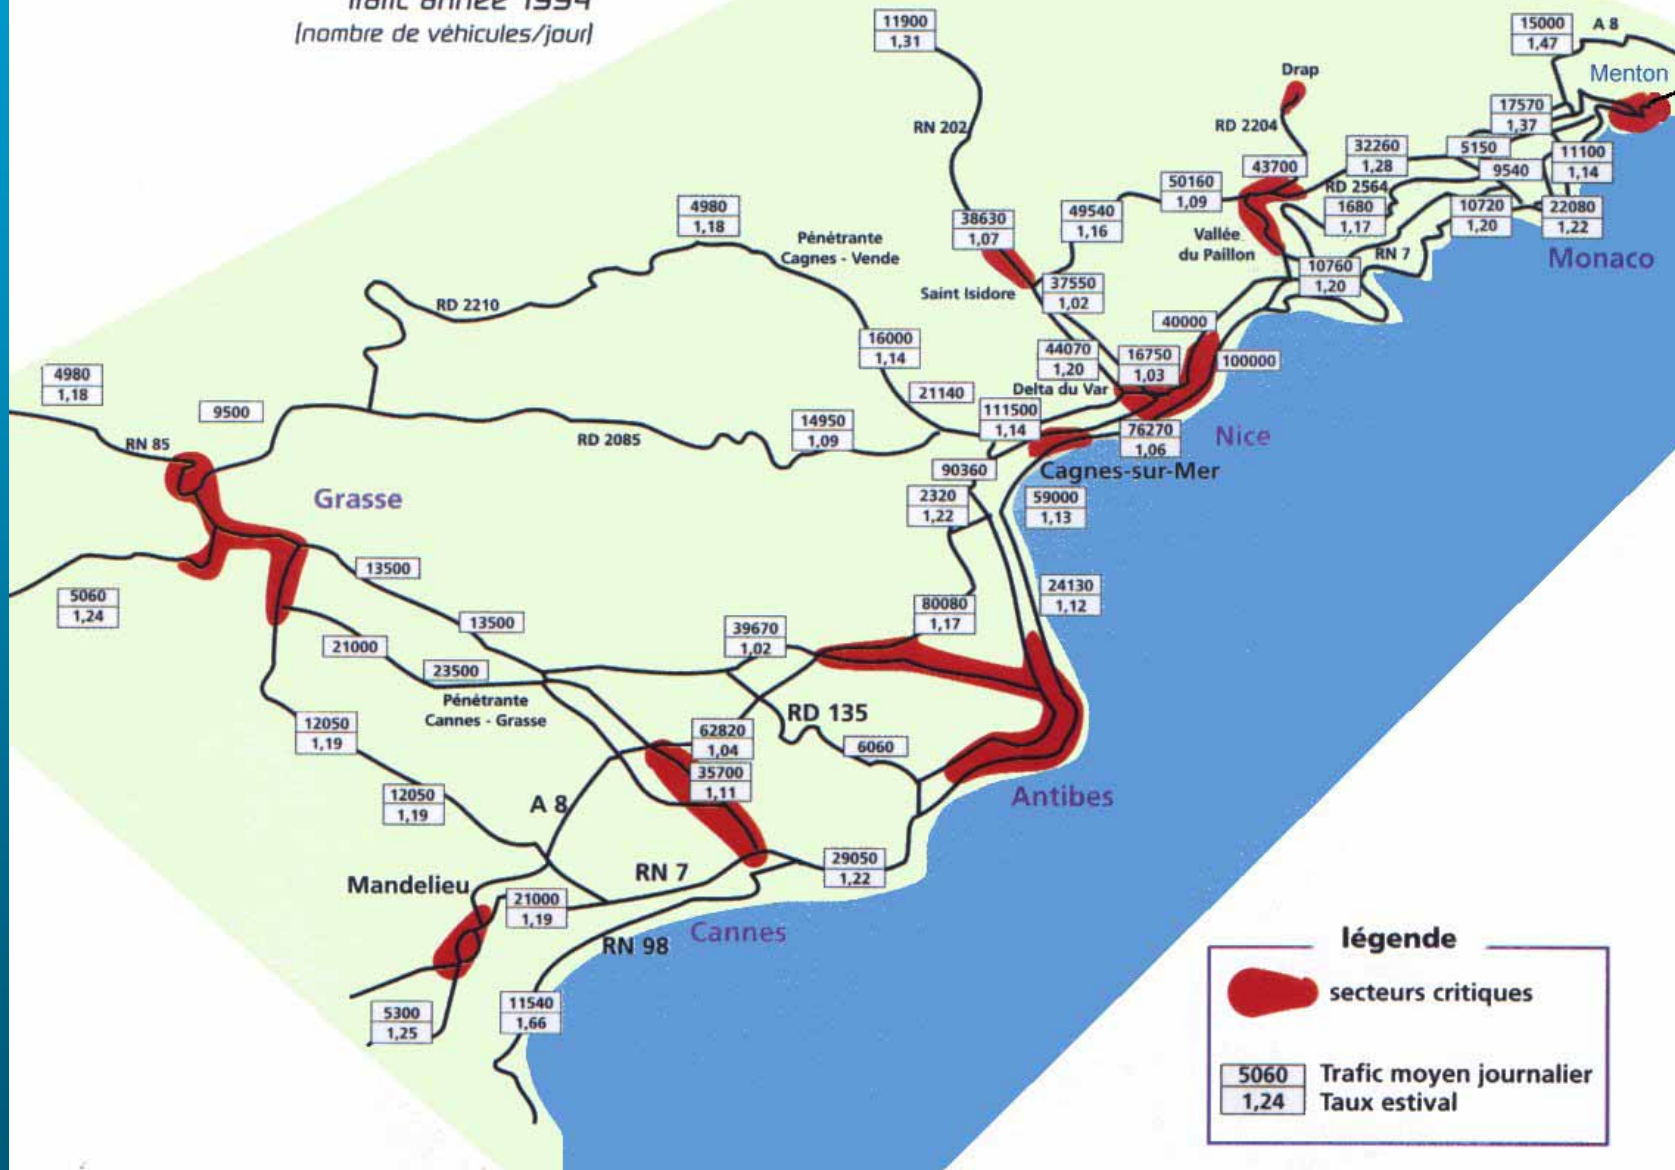 Trafic année 1994
(nombre de véhicules/jour)
11900
1,31
15000
1,47
A 8
Menton
Drap
RN 202
RD 2204
17570
1,37
32260
1,28
5150
11100
1,14
43700
9540
50160
1,09
RD 2564
1680
1,17
10720
1,20
22080
1,22
4980
1,18
38630
1,07
49540
1,16
Pénétrante
Cagnes - Vende
Vallée
du Paillon
RN 7
Monaco
10760
1,20
Saint Isidore
37550
1,02
RD 2210
40000
16000
1,14
44070
1,20
16750
1,03
100000
4980
1,18
Delta du Var
21140
9500
111500
1,14
14950
1,09
RN 85
RD 2085
76270
1,06
Nice
90360
Cagnes-sur-Mer
Grasse
2320
1,22
59000
1,13
13500
5060
1,24
24130
1,12
80080
1,17
13500
39670
1,02
21000
23500
Pénétrante
Cannes - Grasse
RD 135
12050
1,19
62820
1,04
6060
35700
1,11
12050
1,19
A 8
Antibes
29050
1,22
RN 7
Mandelieu
21000
1,19
Cannes
RN 98
11540
1,66
5300
1,25
légende
secteurs critiques
5060
1,24
Trafic moyen journalier
Taux estival